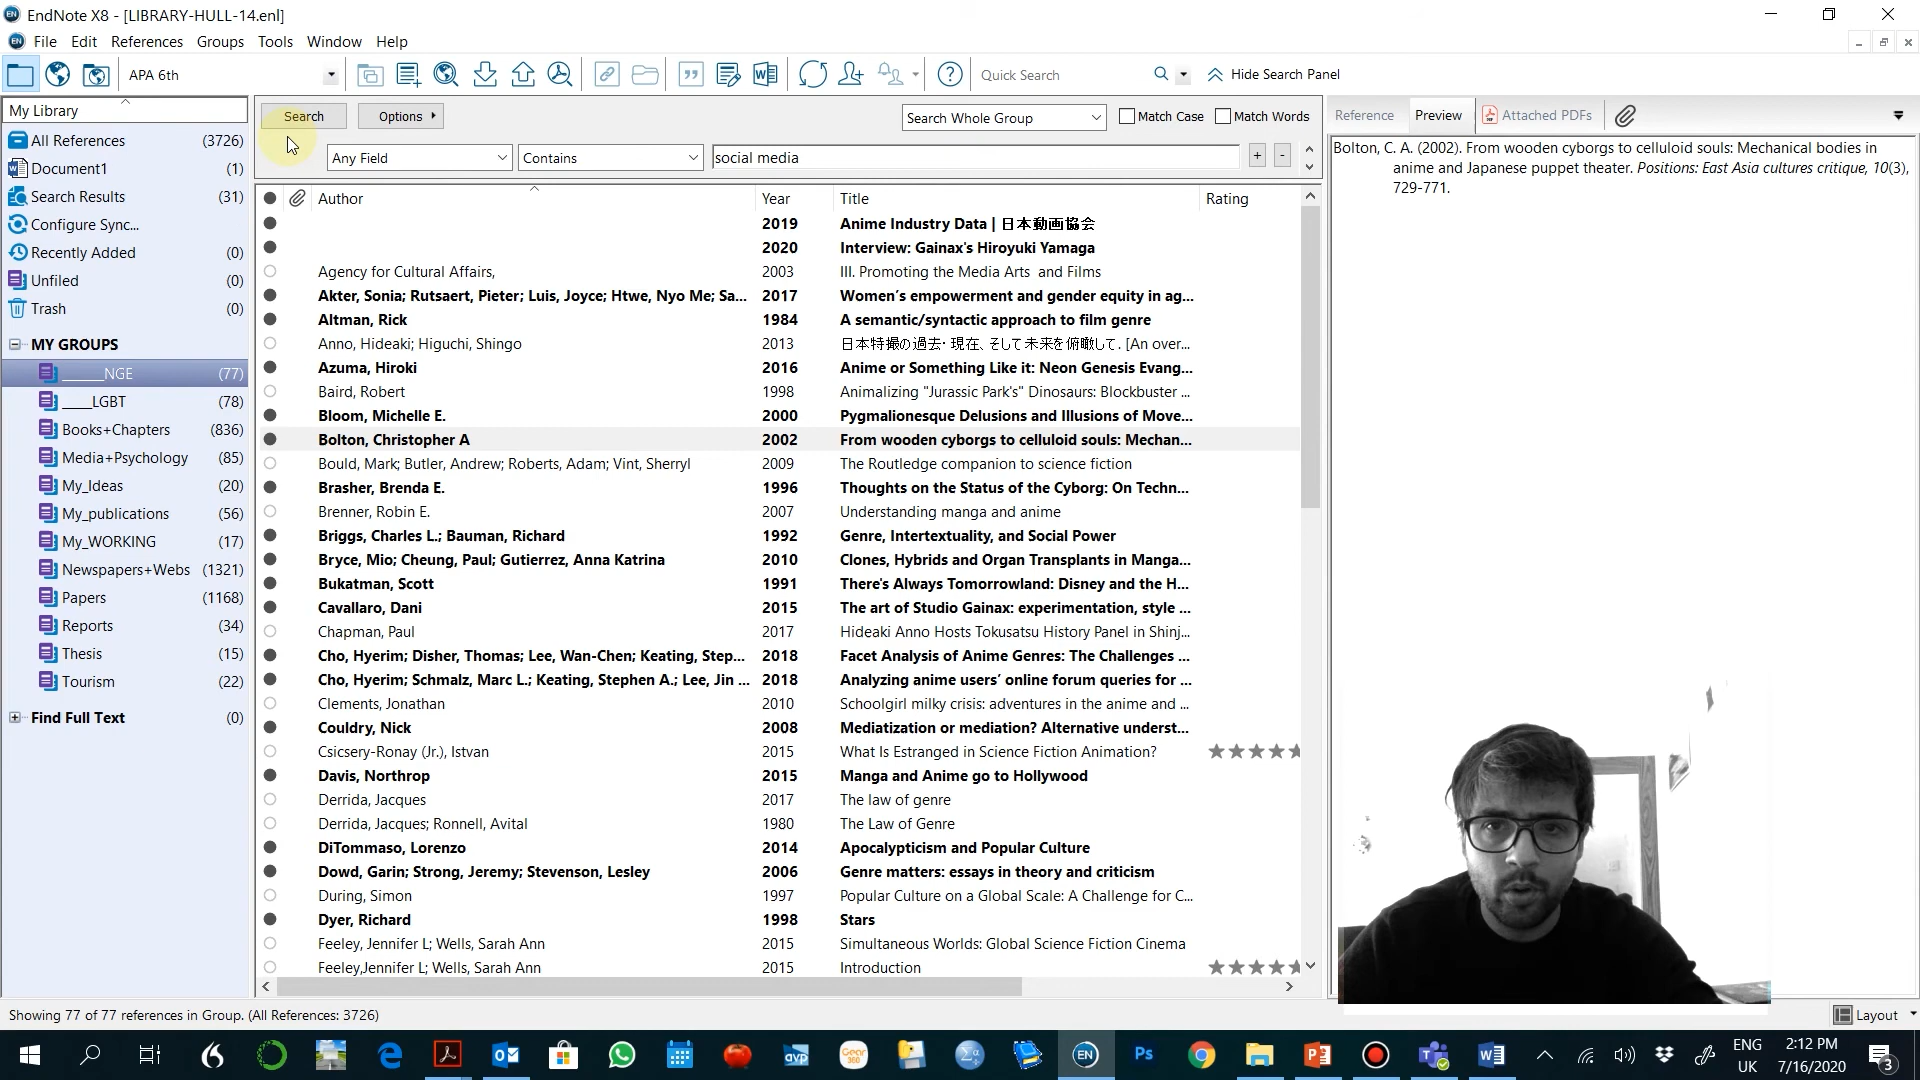 EndNote X8 - [LIBRARY-HULL-14.enl]
File Edit References Groups Tools Window Help
APA 6th Quick Search Hide Search Panel
My Library
All References (3726)
Document1 (1)
Search Results (31)
Configure Sync...
Recently Added (0)
Unfiled (0)
Trash (0)
MY GROUPS
______NGE (77)
____LGBT (78)
Books+Chapters (836)
Media+Psychology (85)
My_Ideas (20)
My_publications (56)
My_WORKING (17)
Newspapers+Webs (1321)
Papers (1168)
Reports (34)
Thesis (15)
Tourism (22)
Find Full Text (0)
Search Options Search Whole Group Match Case Match Words
Any Field Contains social media + -
Author Year Title Rating
2019 Anime Industry Data | 日本動画協会
2020 Interview: Gainax's Hiroyuki Yamaga
Agency for Cultural Affairs, 2003 III. Promoting the Media Arts and Films
Akter, Sonia; Rutsaert, Pieter; Luis, Joyce; Htwe, Nyo Me; Sa... 2017 Women's empowerment and gender equity in ag...
Altman, Rick 1984 A semantic/syntactic approach to film genre
Anno, Hideaki; Higuchi, Shingo 2013 日本特撮の過去・現在、そして未来を俯瞰して. [An over...
Azuma, Hiroki 2016 Anime or Something Like it: Neon Genesis Evang...
Baird, Robert 1998 Animalizing "Jurassic Park's" Dinosaurs: Blockbuster ...
Bloom, Michelle E. 2000 Pygmalionesque Delusions and Illusions of Move...
Bolton, Christopher A 2002 From wooden cyborgs to celluloid souls: Mechan...
Bould, Mark; Butler, Andrew; Roberts, Adam; Vint, Sherryl 2009 The Routledge companion to science fiction
Brasher, Brenda E. 1996 Thoughts on the Status of the Cyborg: On Techn...
Brenner, Robin E. 2007 Understanding manga and anime
Briggs, Charles L.; Bauman, Richard 1992 Genre, Intertextuality, and Social Power
Bryce, Mio; Cheung, Paul; Gutierrez, Anna Katrina 2010 Clones, Hybrids and Organ Transplants in Manga...
Bukatman, Scott 1991 There's Always Tomorrowland: Disney and the H...
Cavallaro, Dani 2015 The art of Studio Gainax: experimentation, style ...
Chapman, Paul 2017 Hideaki Anno Hosts Tokusatsu History Panel in Shinj...
Cho, Hyerim; Disher, Thomas; Lee, Wan-Chen; Keating, Step... 2018 Facet Analysis of Anime Genres: The Challenges ...
Cho, Hyerim; Schmalz, Marc L.; Keating, Stephen A.; Lee, Jin ... 2018 Analyzing anime users' online forum queries for ...
Clements, Jonathan 2010 Schoolgirl milky crisis: adventures in the anime and ...
Couldry, Nick 2008 Mediatization or mediation? Alternative underst...
Csicsery-Ronay (Jr.), Istvan 2015 What Is Estranged in Science Fiction Animation?
Davis, Northrop 2015 Manga and Anime go to Hollywood
Derrida, Jacques 2017 The law of genre
Derrida, Jacques; Ronnell, Avital 1980 The Law of Genre
DiTommaso, Lorenzo 2014 Apocalypticism and Popular Culture
Dowd, Garin; Strong, Jeremy; Stevenson, Lesley 2006 Genre matters: essays in theory and criticism
During, Simon 1997 Popular Culture on a Global Scale: A Challenge for C...
Dyer, Richard 1998 Stars
Feeley, Jennifer L; Wells, Sarah Ann 2015 Simultaneous Worlds: Global Science Fiction Cinema
Feeley,Jennifer L; Wells, Sarah Ann 2015 Introduction
Reference Preview Attached PDFs
Bolton, C. A. (2002). From wooden cyborgs to celluloid souls: Mechanical bodies in
anime and Japanese puppet theater. Positions: East Asia cultures critique, 10(3),
729-771.
Showing 77 of 77 references in Group. (All References: 3726)
Layout
avp
Gear 360
Σα
EN
Ps
ENG
UK
2:12 PM
7/16/2020
3